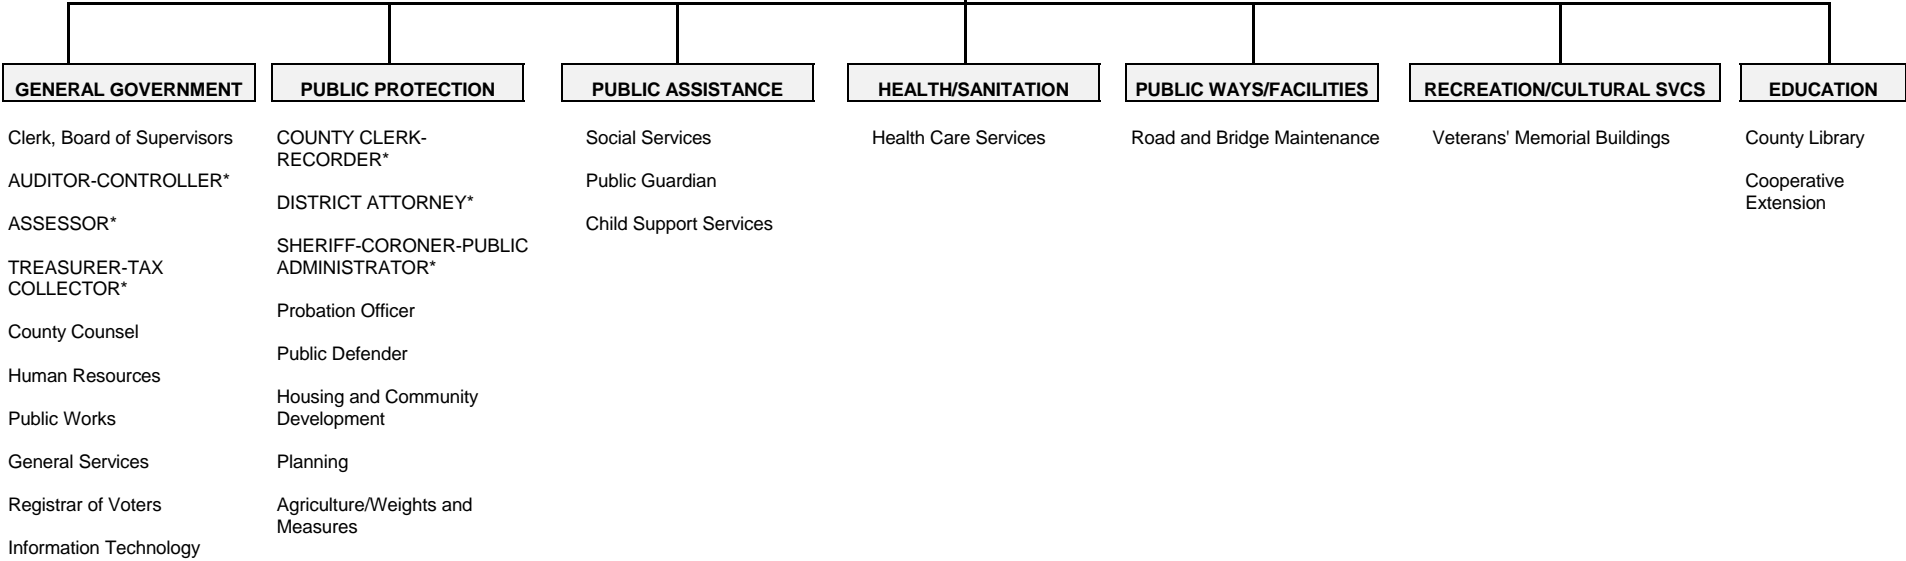 GENERAL GOVERNMENT
Clerk, Board of Supervisors
AUDITOR-CONTROLLER*
ASSESSOR*
TREASURER-TAX
COLLECTOR*
County Counsel
Human Resources
Public Works
General Services
Registrar of Voters
Information Technology
PUBLIC PROTECTION
COUNTY CLERK-
RECORDER*
DISTRICT ATTORNEY*
SHERIFF-CORONER-PUBLIC
ADMINISTRATOR*
Probation Officer
Public Defender
Housing and Community
Development
Planning
Agriculture/Weights and
Measures
PUBLIC ASSISTANCE
Social Services
Public Guardian
Child Support Services
HEALTH/SANITATION
Health Care Services
PUBLIC WAYS/FACILITIES
Road and Bridge Maintenance
RECREATION/CULTURAL SVCS
Veterans' Memorial Buildings
EDUCATION
County Library
Cooperative
Extension